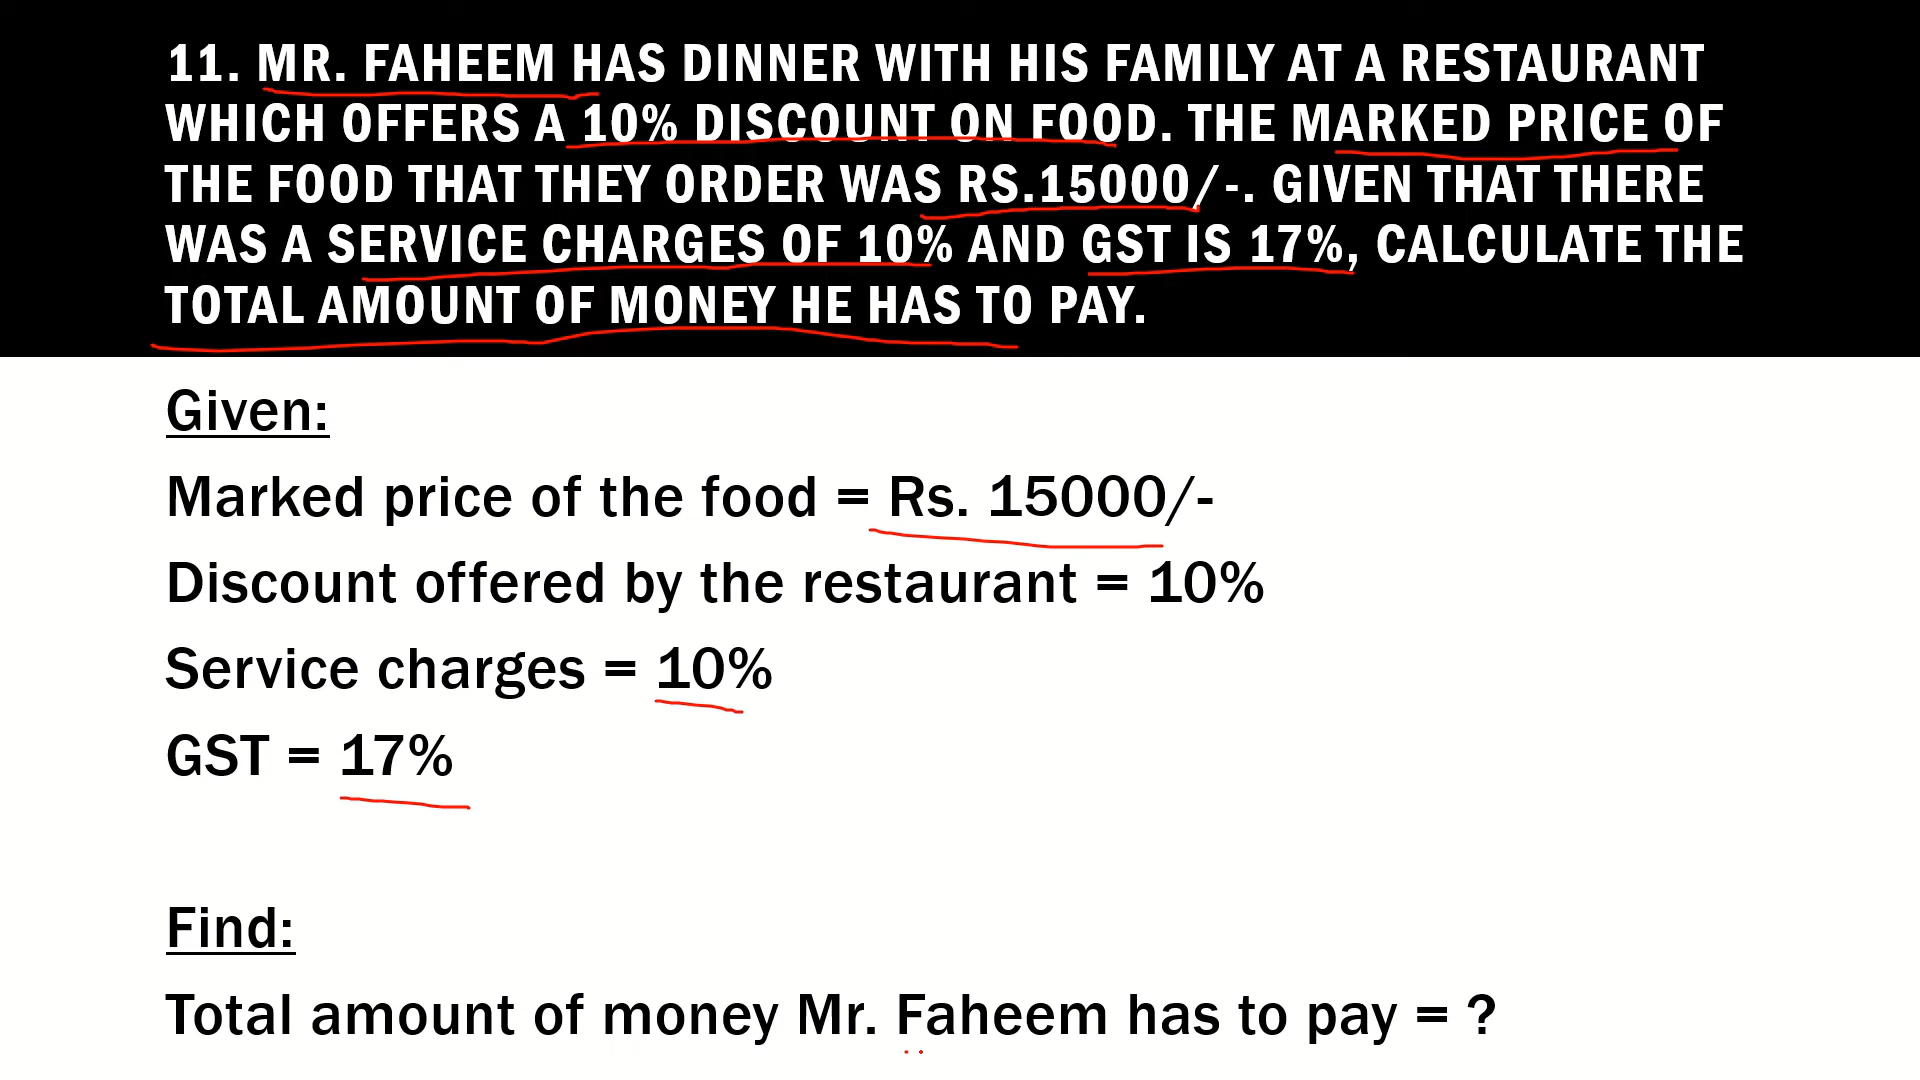 11. MR. FAHEEM HAS DINNER WITH HIS FAMILY AT A RESTAURANT
WHICH OFFERS A 10% DISCOUNT ON FOOD. THE MARKED PRICE OF
THE FOOD THAT THEY ORDER WAS RS.15000/-. GIVEN THAT THERE
WAS A SERVICE CHARGES OF 10% AND GST IS 17%, CALCULATE THE
TOTAL AMOUNT OF MONEY HE HAS TO PAY.
Given:
Marked price of the food = Rs. 15000/-
Discount offered by the restaurant = 10%
Service charges = 10%
GST = 17%
Find:
Total amount of money Mr. Faheem has to pay = ?